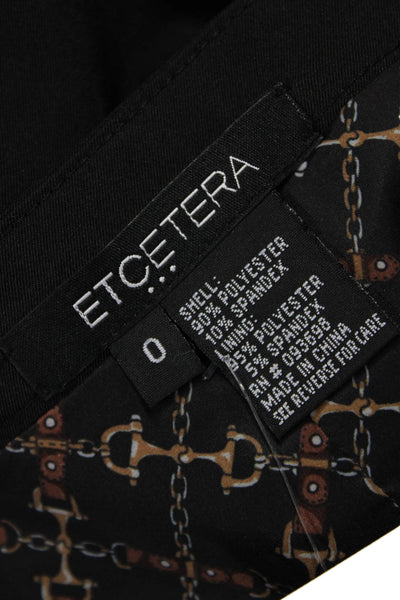 ETCETERA
0
SHELL:
90% POLYESTER
10% SPANDEX
LINING:
95% POLYESTER
5% SPANDEX
RN # 093698
MADE IN CHINA
SEE REVERSE FOR CARE